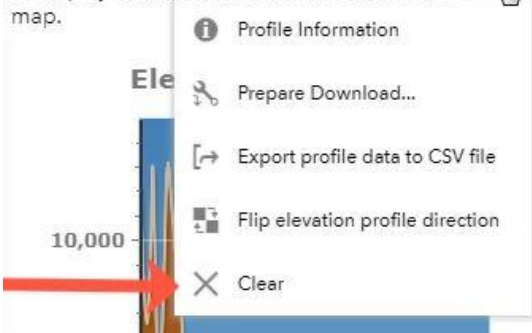 map.
Profile Information
Ele
Prepare Download...
Export profile data to CSV file
Flip elevation profile direction
10,000
Clear